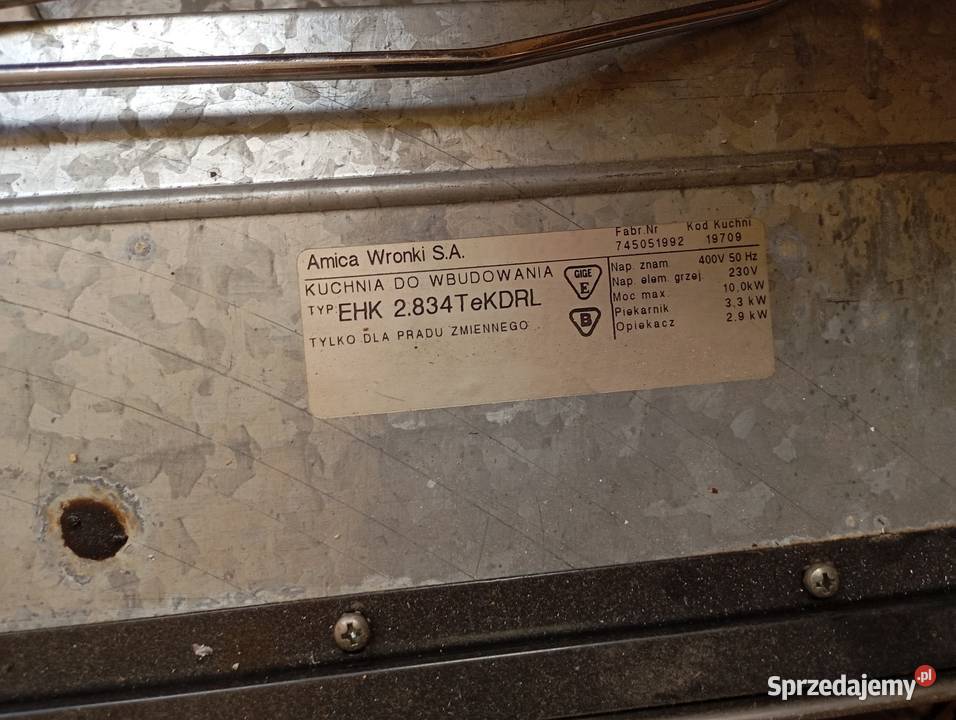 Amica Wronki S.A.
KUCHNIA DO WBUDOWANIA
TYP EHK 2.834TeKDRL
TYLKO DLA PRADU ZMIENNEGO
GIGE
E
B
Fabr.Nr Kod Kuchni
745051992 19709
Nap. znam. 400V 50 Hz
Nap. elem. grzej. 230V
Moc max. 10,0kW
Piekarnik 3.3 kW
Opiekacz 2.9 kW
Sprzedajemy.pl